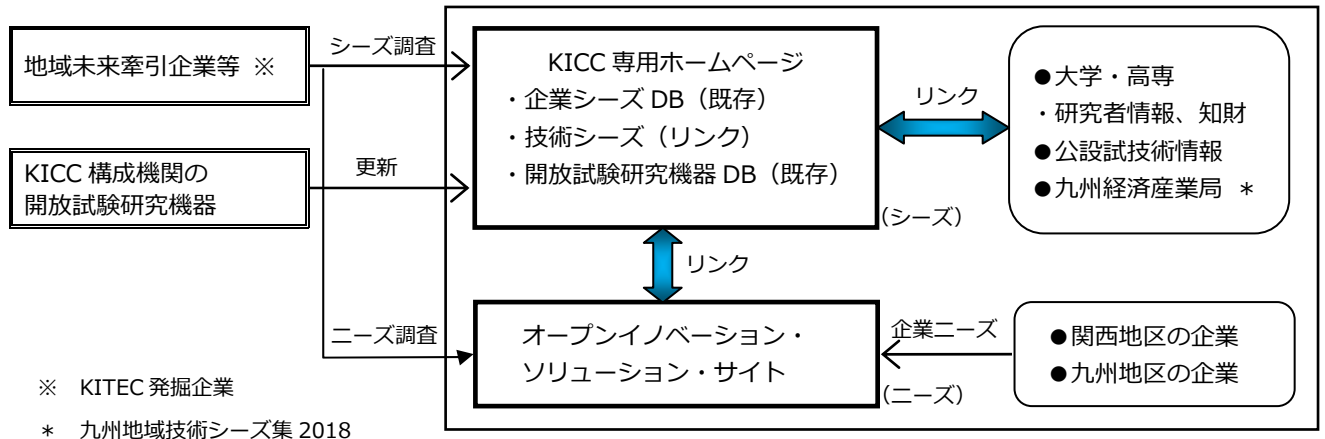 地域未来牽引企業等 ※
シーズ調査
KICC 構成機関の
開放試験研究機器
更新
ニーズ調査
KICC 専用ホームページ
・企業シーズ DB（既存）
・技術シーズ（リンク）
・開放試験研究機器 DB（既存）
（シーズ）
リンク
●大学・高専
・研究者情報、知財
●公設試技術情報
●九州経済産業局 *
リンク
オープンイノベーション・
ソリューション・サイト
（ニーズ）
企業ニーズ
●関西地区の企業
●九州地区の企業
※ KITEC 発掘企業
* 九州地域技術シーズ集 2018